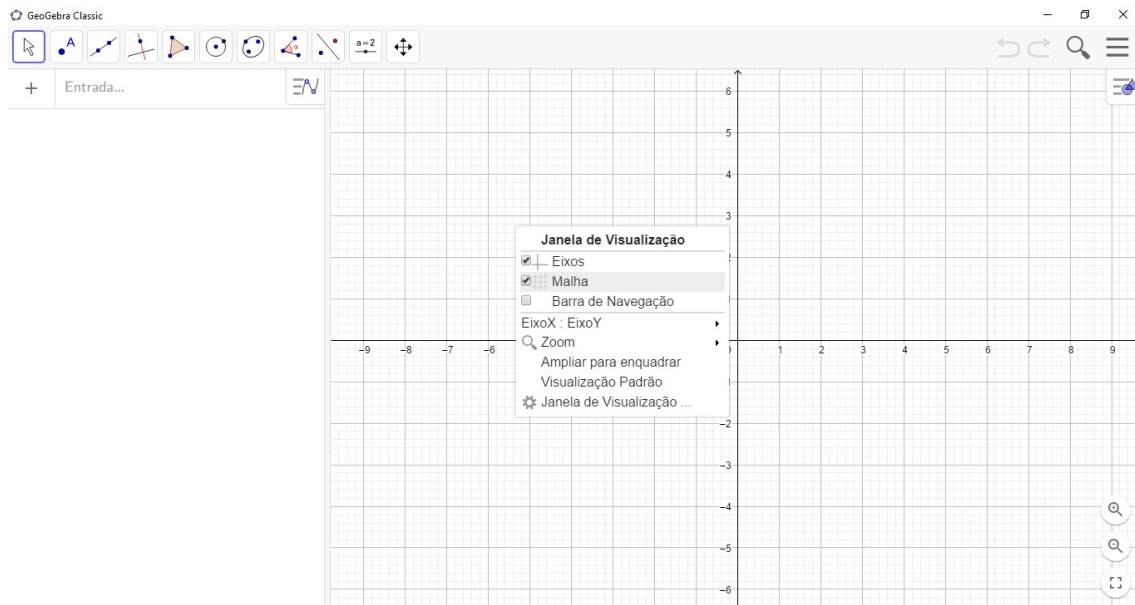 GeoGebra Classic
A
a=2
Entrada...
6
5
4
3
Janela de Visualização
Eixos
Malha
Barra de Navegação
EixoX : EixoY
Zoom
Ampliar para enquadrar
Visualização Padrão
Janela de Visualização ...
-9 -8 -7 -6 1 2 3 4 5 6 7 8 9
-2
-3
-4
-5
-6